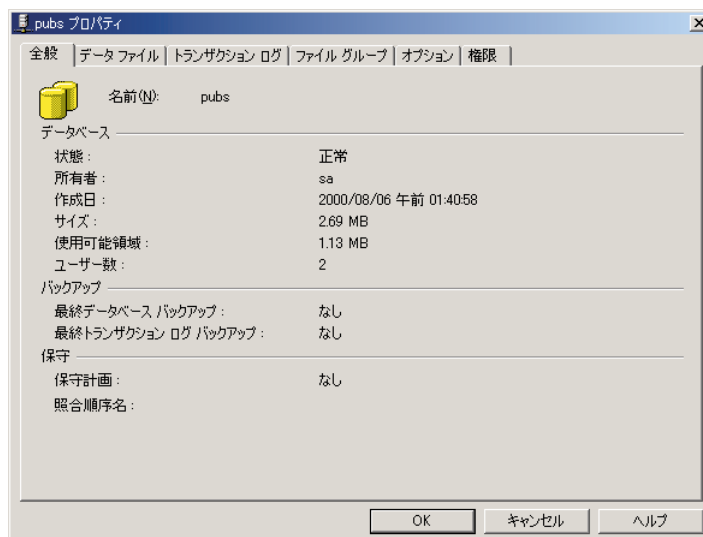 pubs プロパティ
全般 データ ファイル トランザクション ログ ファイル グループ オプション 権限
名前(N): pubs
データベース
状態 : 正常
所有者 : sa
作成日 : 2000/08/06 午前 01:40:58
サイズ : 2.69 MB
使用可能領域 : 1.13 MB
ユーザー数 : 2
バックアップ
最終データベース バックアップ : なし
最終トランザクション ログ バックアップ : なし
保守
保守計画 : なし
照合順序名 :
OK キャンセル ヘルプ